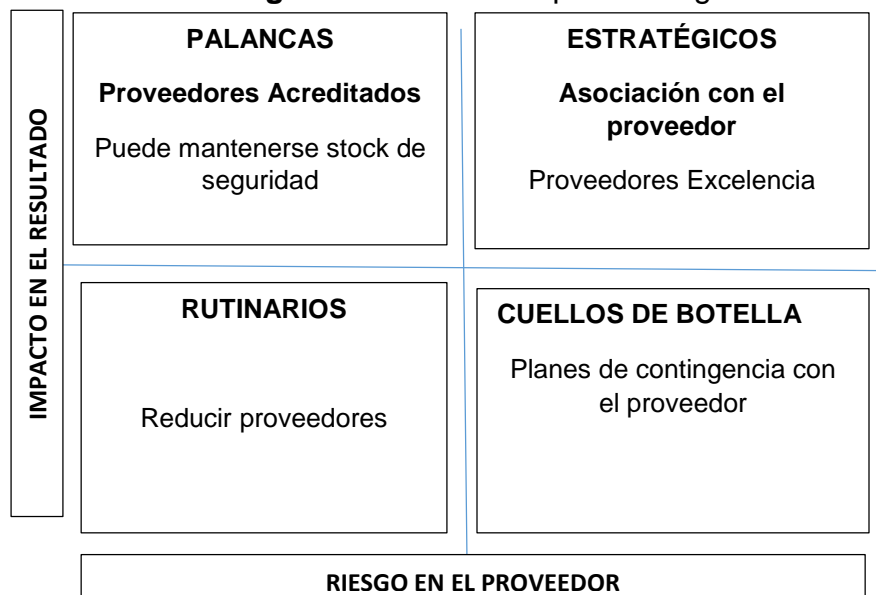 PALANCAS
Proveedores Acreditados
Puede mantenerse stock de
seguridad
ESTRATÉGICOS
Asociación con el
proveedor
Proveedores Excelencia
IMPACTO EN EL RESULTADO
RUTINARIOS
Reducir proveedores
CUELLOS DE BOTELLA
Planes de contingencia con
el proveedor
RIESGO EN EL PROVEEDOR